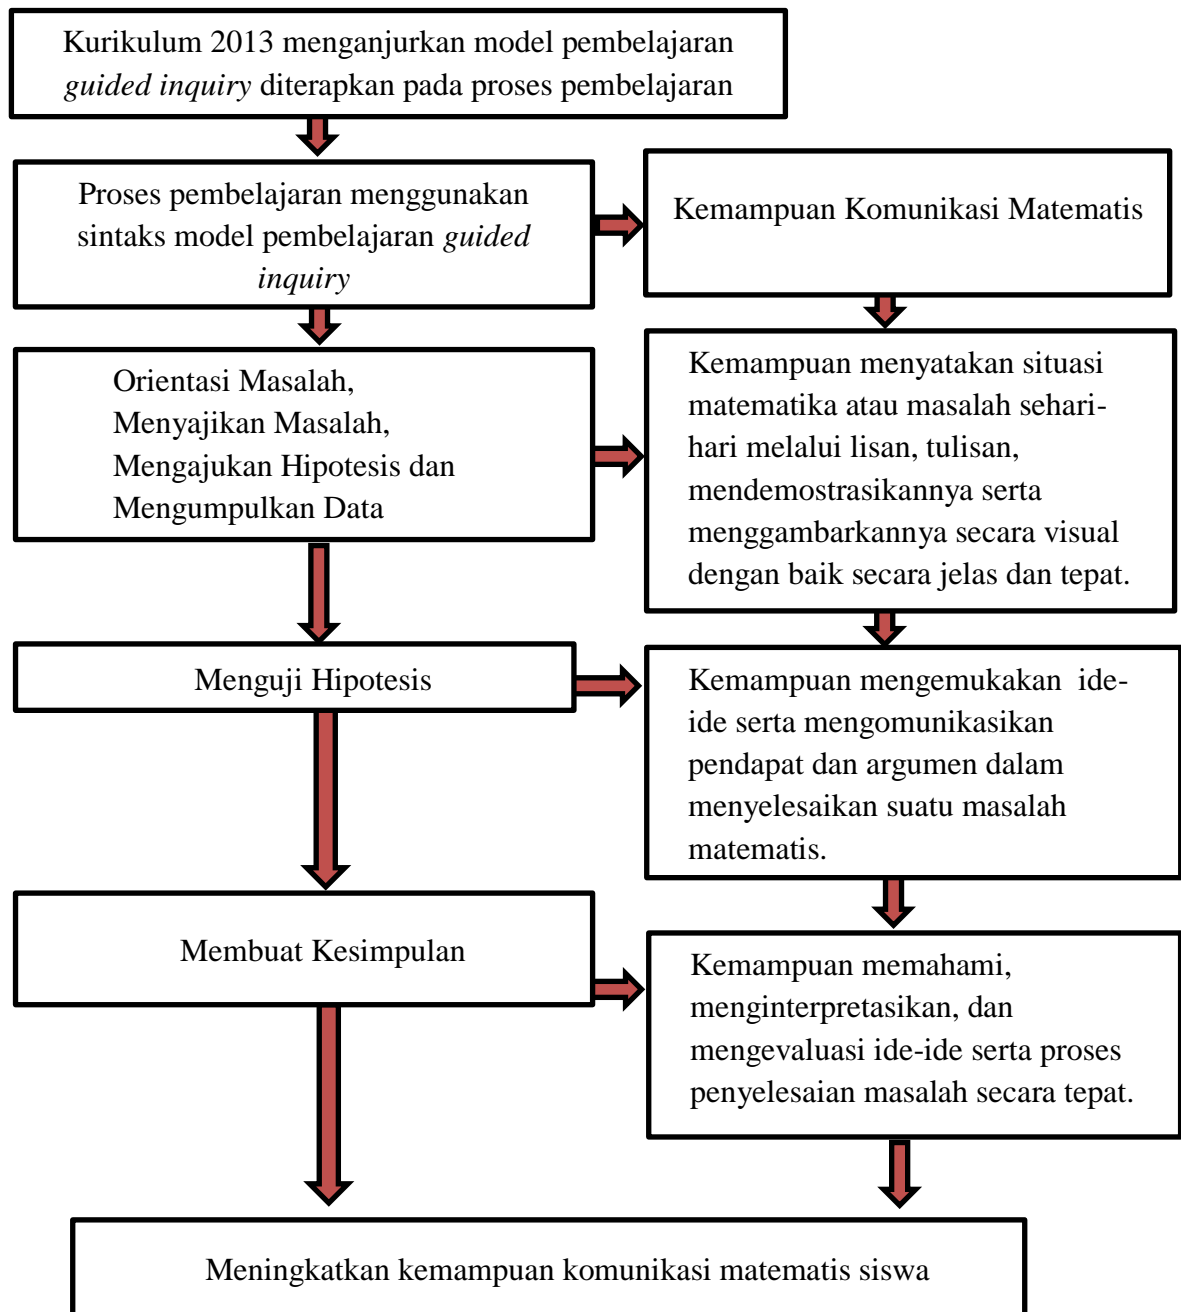 Kurikulum 2013 menganjurkan model pembelajaran
guided inquiry diterapkan pada proses pembelajaran
Proses pembelajaran menggunakan
sintaks model pembelajaran guided
inquiry
Kemampuan Komunikasi Matematis
Orientasi Masalah,
Menyajikan Masalah,
Mengajukan Hipotesis dan
Mengumpulkan Data
Kemampuan menyatakan situasi
matematika atau masalah sehari-
hari melalui lisan, tulisan,
mendemostrasikannya serta
menggambarkannya secara visual
dengan baik secara jelas dan tepat.
Menguji Hipotesis
Kemampuan mengemukakan ide-
ide serta mengomunikasikan
pendapat dan argumen dalam
menyelesaikan suatu masalah
matematis.
Membuat Kesimpulan
Kemampuan memahami,
menginterpretasikan, dan
mengevaluasi ide-ide serta proses
penyelesaian masalah secara tepat.
Meningkatkan kemampuan komunikasi matematis siswa